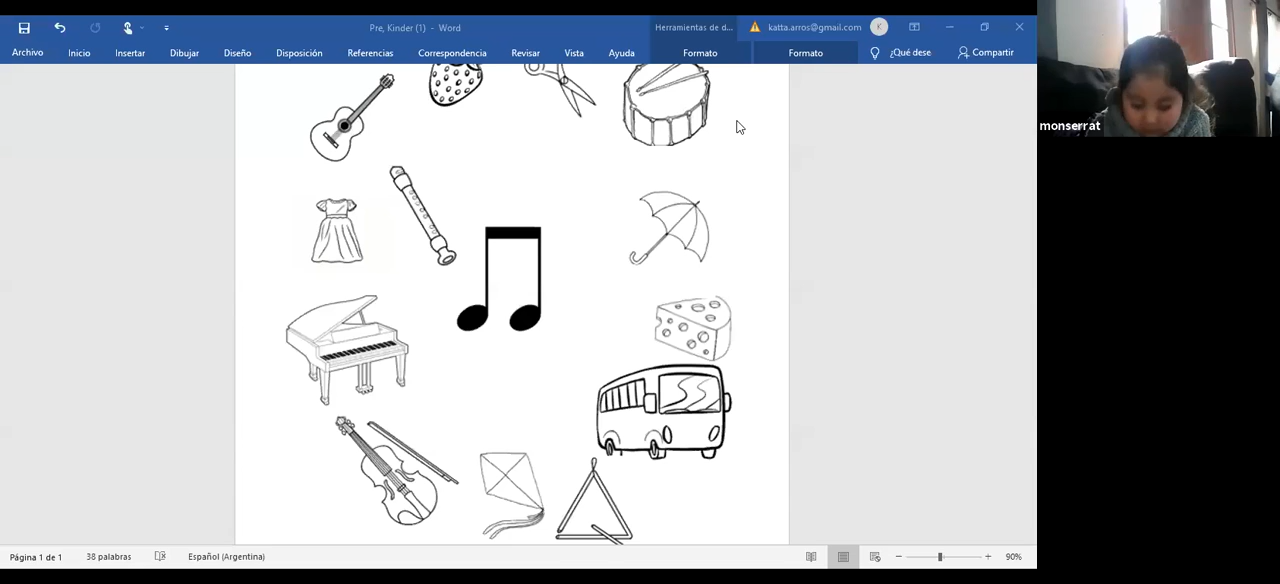 Pre, Kinder (1) - Word
Herramientas de d...
katta.arros@gmail.com
K
Archivo Inicio Insertar Dibujar Diseño Disposición Referencias Correspondencia Revisar Vista Ayuda Formato Formato ¿Qué dese Compartir
monserrat
Página 1 de 1 38 palabras Español (Argentina) 90%